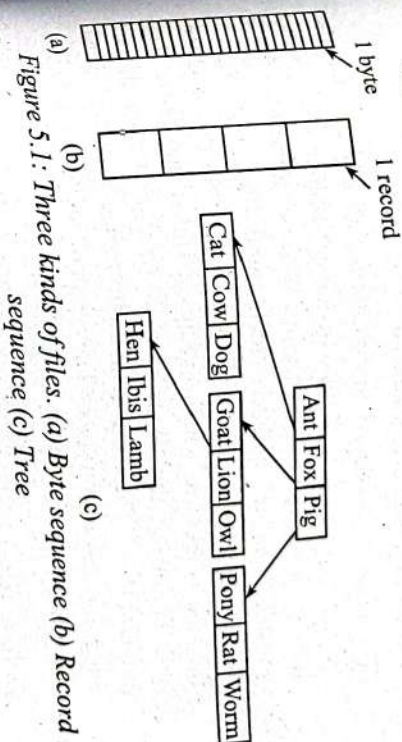 1 byte
1 record
Ant Fox Pig
Cat Cow Dog Goat Lion Owl Pony Rat Worm
Hen Ibis Lamb
(a) (b) (c)
Figure 5.1: Three kinds of files. (a) Byte sequence (b) Record
sequence (c) Tree